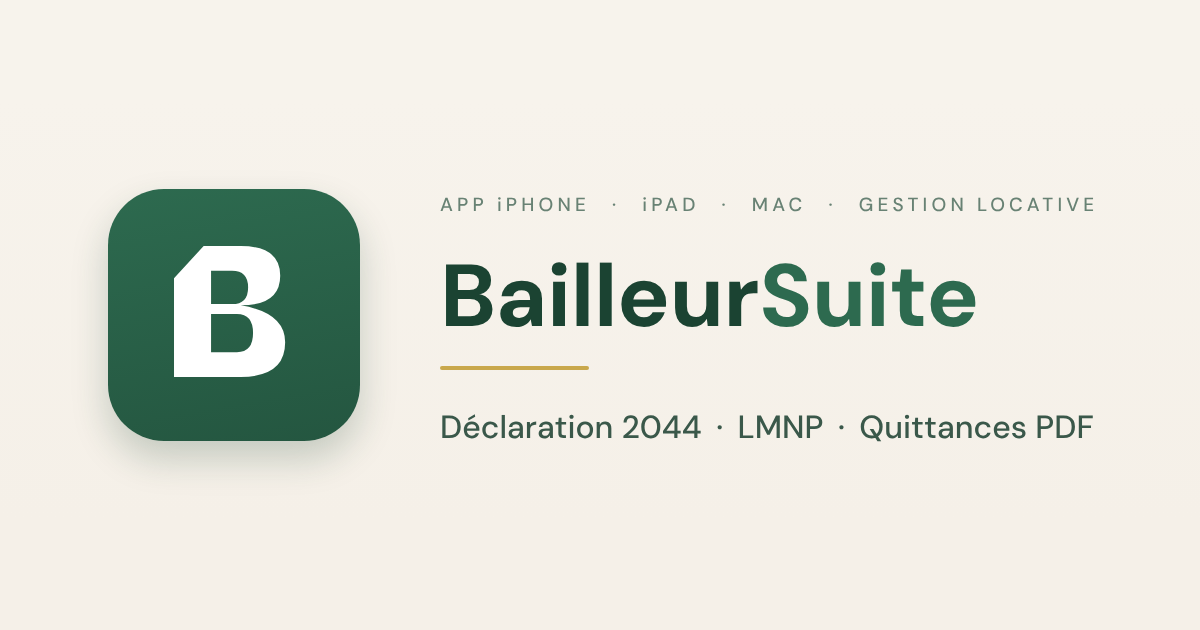 B
APP iPHONE · iPAD · MAC · GESTION LOCATIVE
BailleurSuite
Déclaration 2044 · LMNP · Quittances PDF